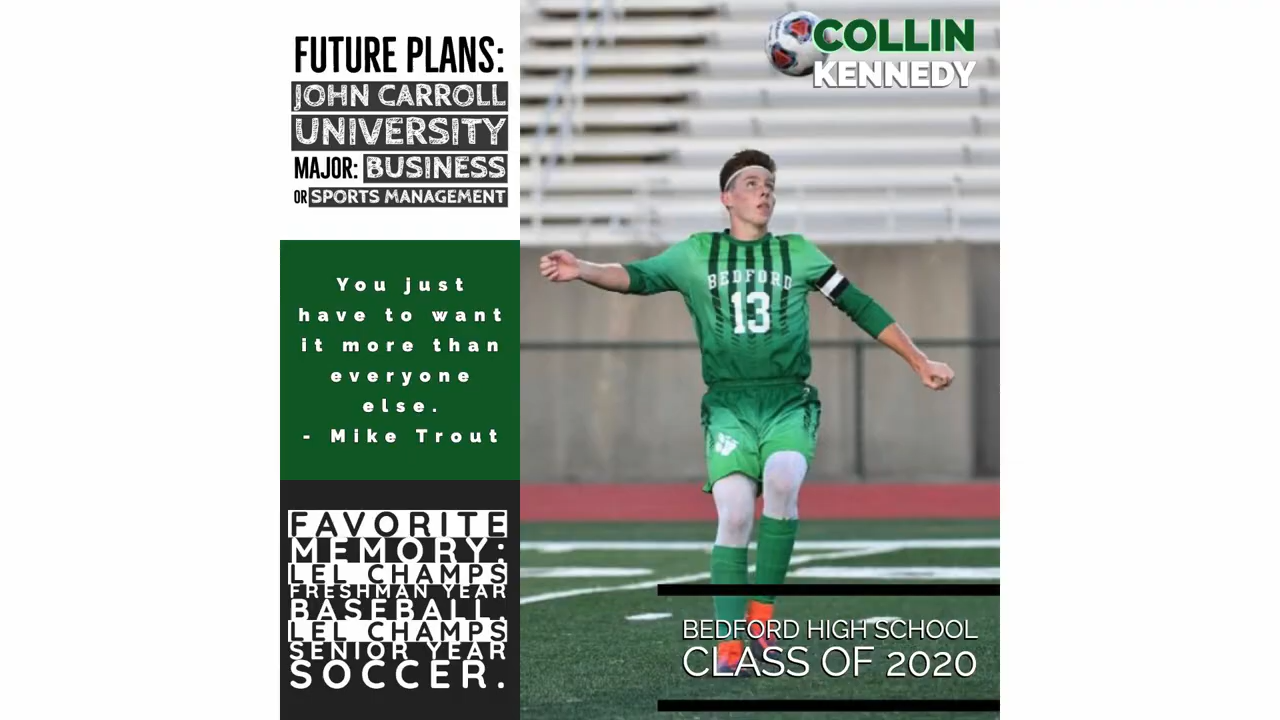 FUTURE PLANS:
JOHN CARROLL
UNIVERSITY
MAJOR: BUSINESS
OR SPORTS MANAGEMENT
You just
have to want
it more than
everyone
else.
- Mike Trout
FAVORITE
MEMORY:
LEL CHAMPS
FRESHMAN YEAR
BASEBALL.
LEL CHAMPS
SENIOR YEAR
SOCCER.
COLLIN
KENNEDY
BEDFORD
13
BEDFORD HIGH SCHOOL
CLASS OF 2020